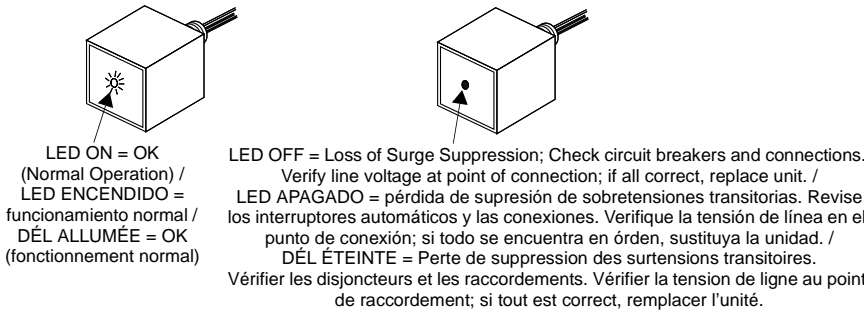 LED ON = OK
(Normal Operation) /
LED ENCENDIDO =
funcionamiento normal /
DÉL ALLUMÉE = OK
(fonctionnement normal)
LED OFF = Loss of Surge Suppression; Check circuit breakers and connections.
Verify line voltage at point of connection; if all correct, replace unit. /
LED APAGADO = pérdida de supresión de sobretensiones transitorias. Revise
los interruptores automáticos y las conexiones. Verifique la tensión de línea en el
punto de conexión; si todo se encuentra en órden, sustituya la unidad. /
DÉL ÉTEINTE = Perte de suppression des surtensions transitoires.
Vérifier les disjoncteurs et les raccordements. Vérifier la tension de ligne au point
de raccordement; si tout est correct, remplacer l’unité.